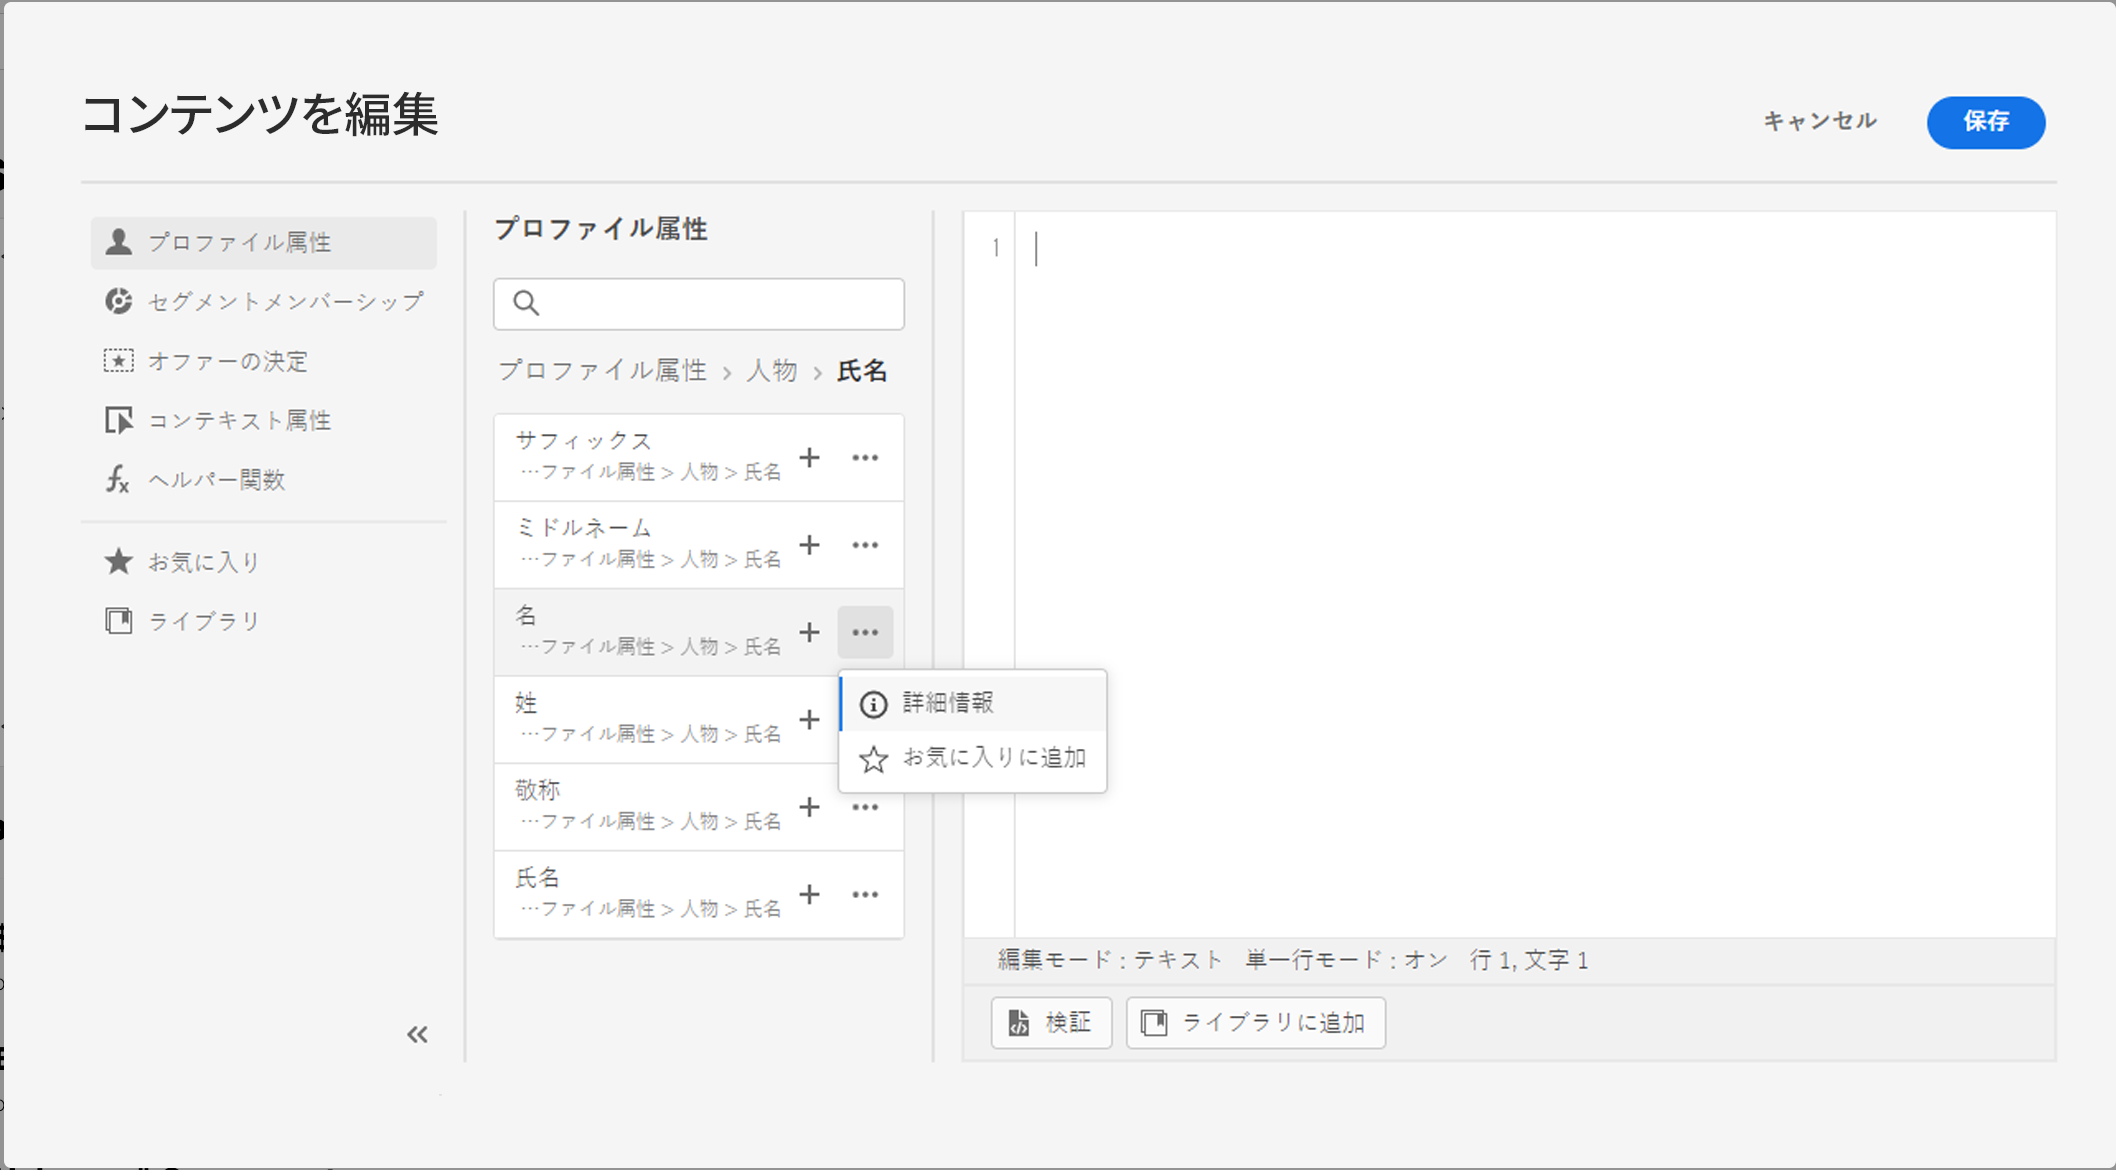 コンテンツを編集
キャンセル
保存
プロファイル属性
セグメントメンバーシップ
オファーの決定
コンテキスト属性
ヘルパー関数
お気に入り
ライブラリ
プロファイル属性
プロファイル属性 › 人物 › 氏名
サフィックス
…ファイル属性 > 人物 > 氏名
ミドルネーム
…ファイル属性 > 人物 > 氏名
名
…ファイル属性 > 人物 > 氏名
姓
…ファイル属性 > 人物 > 氏名
敬称
…ファイル属性 > 人物 > 氏名
氏名
…ファイル属性 > 人物 > 氏名
詳細情報
お気に入りに追加
1
編集モード : テキスト 単一行モード : オン 行 1, 文字 1
検証
ライブラリに追加